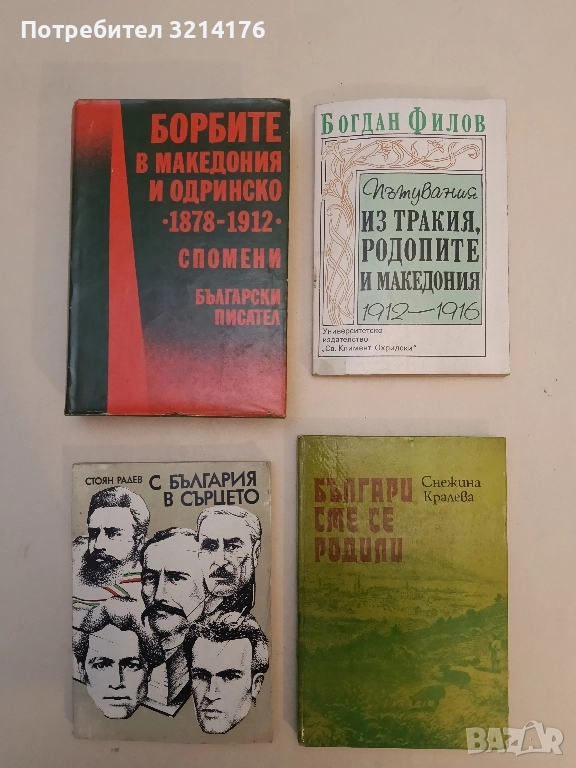 Потребител 3214176
БОРБИТЕ
В МАКЕДОНИЯ
И ОДРИНСКО
·1878-1912·
СПОМЕНИ
БЪЛГАРСКИ
ПИСАТЕЛ
БОГДАН ФИЛОВ
Пътувания
ИЗ ТРАКИЯ,
РОДОПИТЕ
И МАКЕДОНИЯ
1912-1916
Университетско
издателство
„Св. Климент Охридски“
СТОЯН РАДЕВ
С БЪЛГАРИЯ
В СЪРЦЕТО
Снежина
Кралева
БЪЛГАРИ
СМЕ СЕ
РОДИЛИ
BAZAR